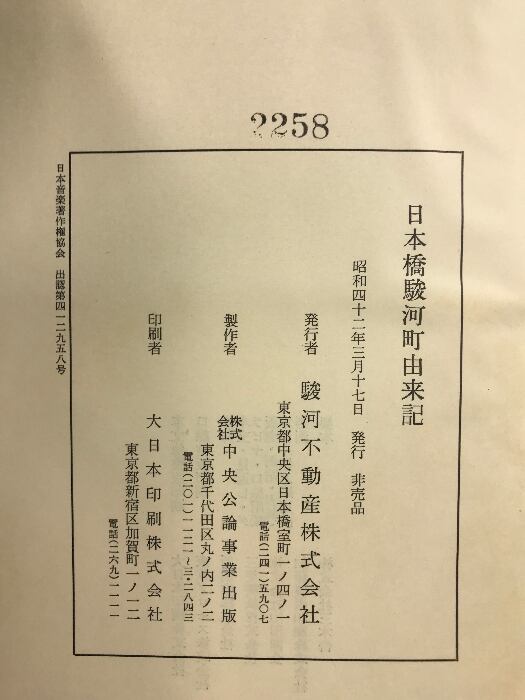 2258
日本橋駿河町由来記
昭和四十二年三月十七日 発行 非売品
発行者 駿河不動産株式会社
東京都中央区日本橋室町一ノ四ノ一
電話(二四一)五九〇七
製作者 株式会社中央公論事業出版
東京都千代田区丸ノ内二ノ二
電話(二〇一)一一二一~三・二八四三
印刷者 大日本印刷株式会社
東京都新宿区加賀町一ノ一二
電話(二六九)一一一一
日本音楽著作権協会 出認第四一二九五八号